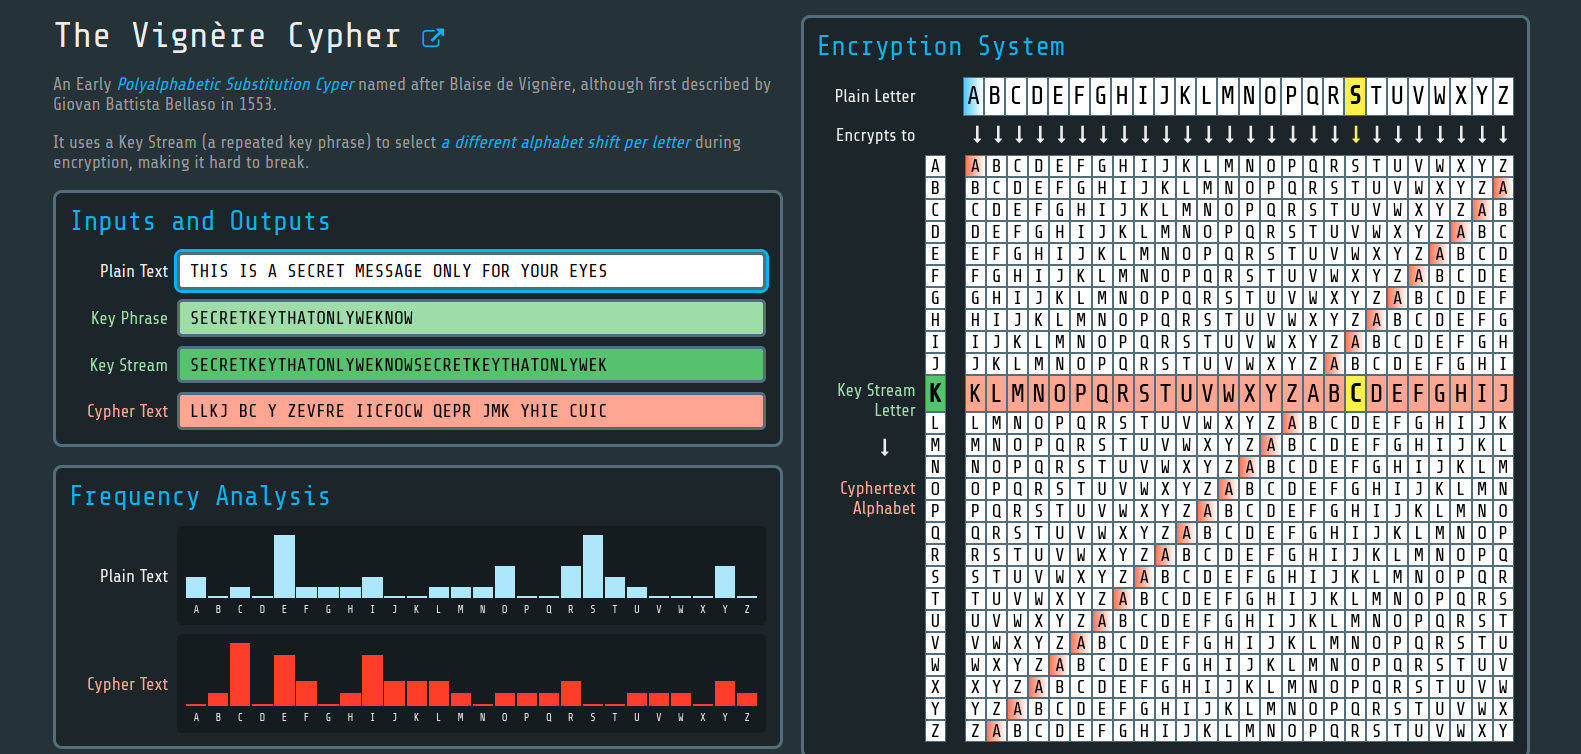 The Vignère Cypher
An Early Polyalphabetic Substitution Cyper named after Blaise de Vignère, although first described by
Giovan Battista Bellaso in 1553.
It uses a Key Stream (a repeated key phrase) to select a different alphabet shift per letter during
encryption, making it hard to break.
Inputs and Outputs
Plain Text THIS IS A SECRET MESSAGE ONLY FOR YOUR EYES
Key Phrase SECRETKEYTHATONLYWEKNOW
Key Stream SECRETKEYTHATONLYWEKNOWSECRETKEYTHATONLYWEK
Cypher Text LLKJ BC Y ZEVFRE IICFOCW QEPR JMK YHIE CUIC
Frequency Analysis
Plain Text
A B C D E F G H I J K L M N O P Q R S T U V W X Y Z
Cypher Text
A B C D E F G H I J K L M N O P Q R S T U V W X Y Z
Encryption System
Plain Letter A B C D E F G H I J K L M N O P Q R S T U V W X Y Z
Encrypts to
A A B C D E F G H I J K L M N O P Q R S T U V W X Y Z
B B C D E F G H I J K L M N O P Q R S T U V W X Y Z A
C C D E F G H I J K L M N O P Q R S T U V W X Y Z A B
D D E F G H I J K L M N O P Q R S T U V W X Y Z A B C
E E F G H I J K L M N O P Q R S T U V W X Y Z A B C D
F F G H I J K L M N O P Q R S T U V W X Y Z A B C D E
G G H I J K L M N O P Q R S T U V W X Y Z A B C D E F
H H I J K L M N O P Q R S T U V W X Y Z A B C D E F G
I I J K L M N O P Q R S T U V W X Y Z A B C D E F G H
J J K L M N O P Q R S T U V W X Y Z A B C D E F G H I
Key Stream
Letter
K K L M N O P Q R S T U V W X Y Z A B C D E F G H I J
L L M N O P Q R S T U V W X Y Z A B C D E F G H I J K
M M N O P Q R S T U V W X Y Z A B C D E F G H I J K L
N N O P Q R S T U V W X Y Z A B C D E F G H I J K L M
Cyphertext
Alphabet
O O P Q R S T U V W X Y Z A B C D E F G H I J K L M N
P P Q R S T U V W X Y Z A B C D E F G H I J K L M N O
Q Q R S T U V W X Y Z A B C D E F G H I J K L M N O P
R R S T U V W X Y Z A B C D E F G H I J K L M N O P Q
S S T U V W X Y Z A B C D E F G H I J K L M N O P Q R
T T U V W X Y Z A B C D E F G H I J K L M N O P Q R S
U U V W X Y Z A B C D E F G H I J K L M N O P Q R S T
V V W X Y Z A B C D E F G H I J K L M N O P Q R S T U
W W X Y Z A B C D E F G H I J K L M N O P Q R S T U V
X X Y Z A B C D E F G H I J K L M N O P Q R S T U V W
Y Y Z A B C D E F G H I J K L M N O P Q R S T U V W X
Z Z A B C D E F G H I J K L M N O P Q R S T U V W X Y